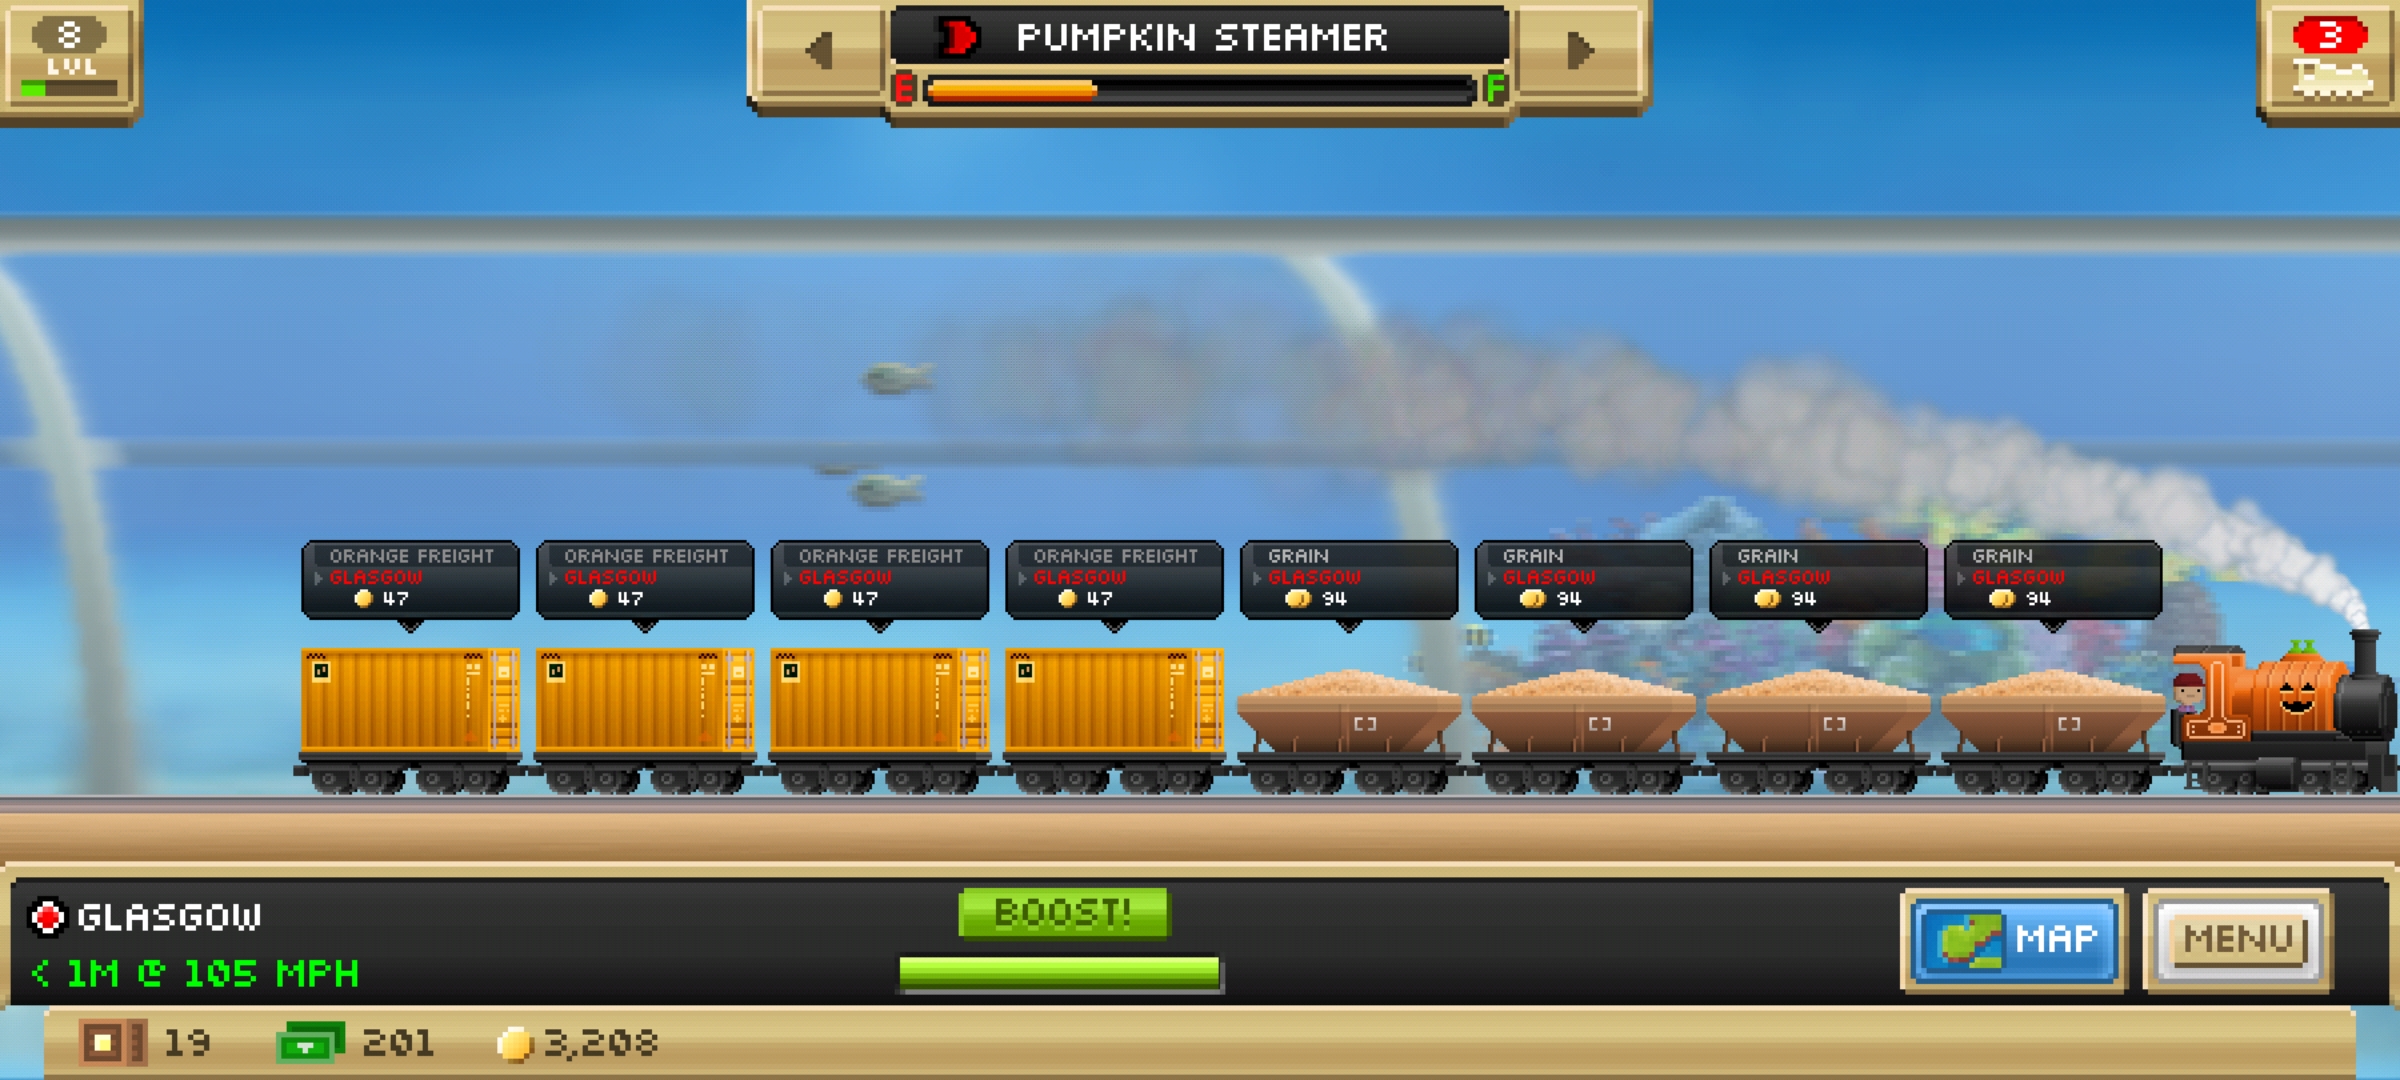 8
LVL
PUMPKIN STEAMER
E F
3
ORANGE FREIGHT
GLASGOW
47
ORANGE FREIGHT
GLASGOW
47
ORANGE FREIGHT
GLASGOW
47
ORANGE FREIGHT
GLASGOW
47
GRAIN
GLASGOW
94
GRAIN
GLASGOW
94
GRAIN
GLASGOW
94
GRAIN
GLASGOW
94
GLASGOW
< 1M @ 105 MPH
BOOST!
MAP
MENU
19
201
3,208